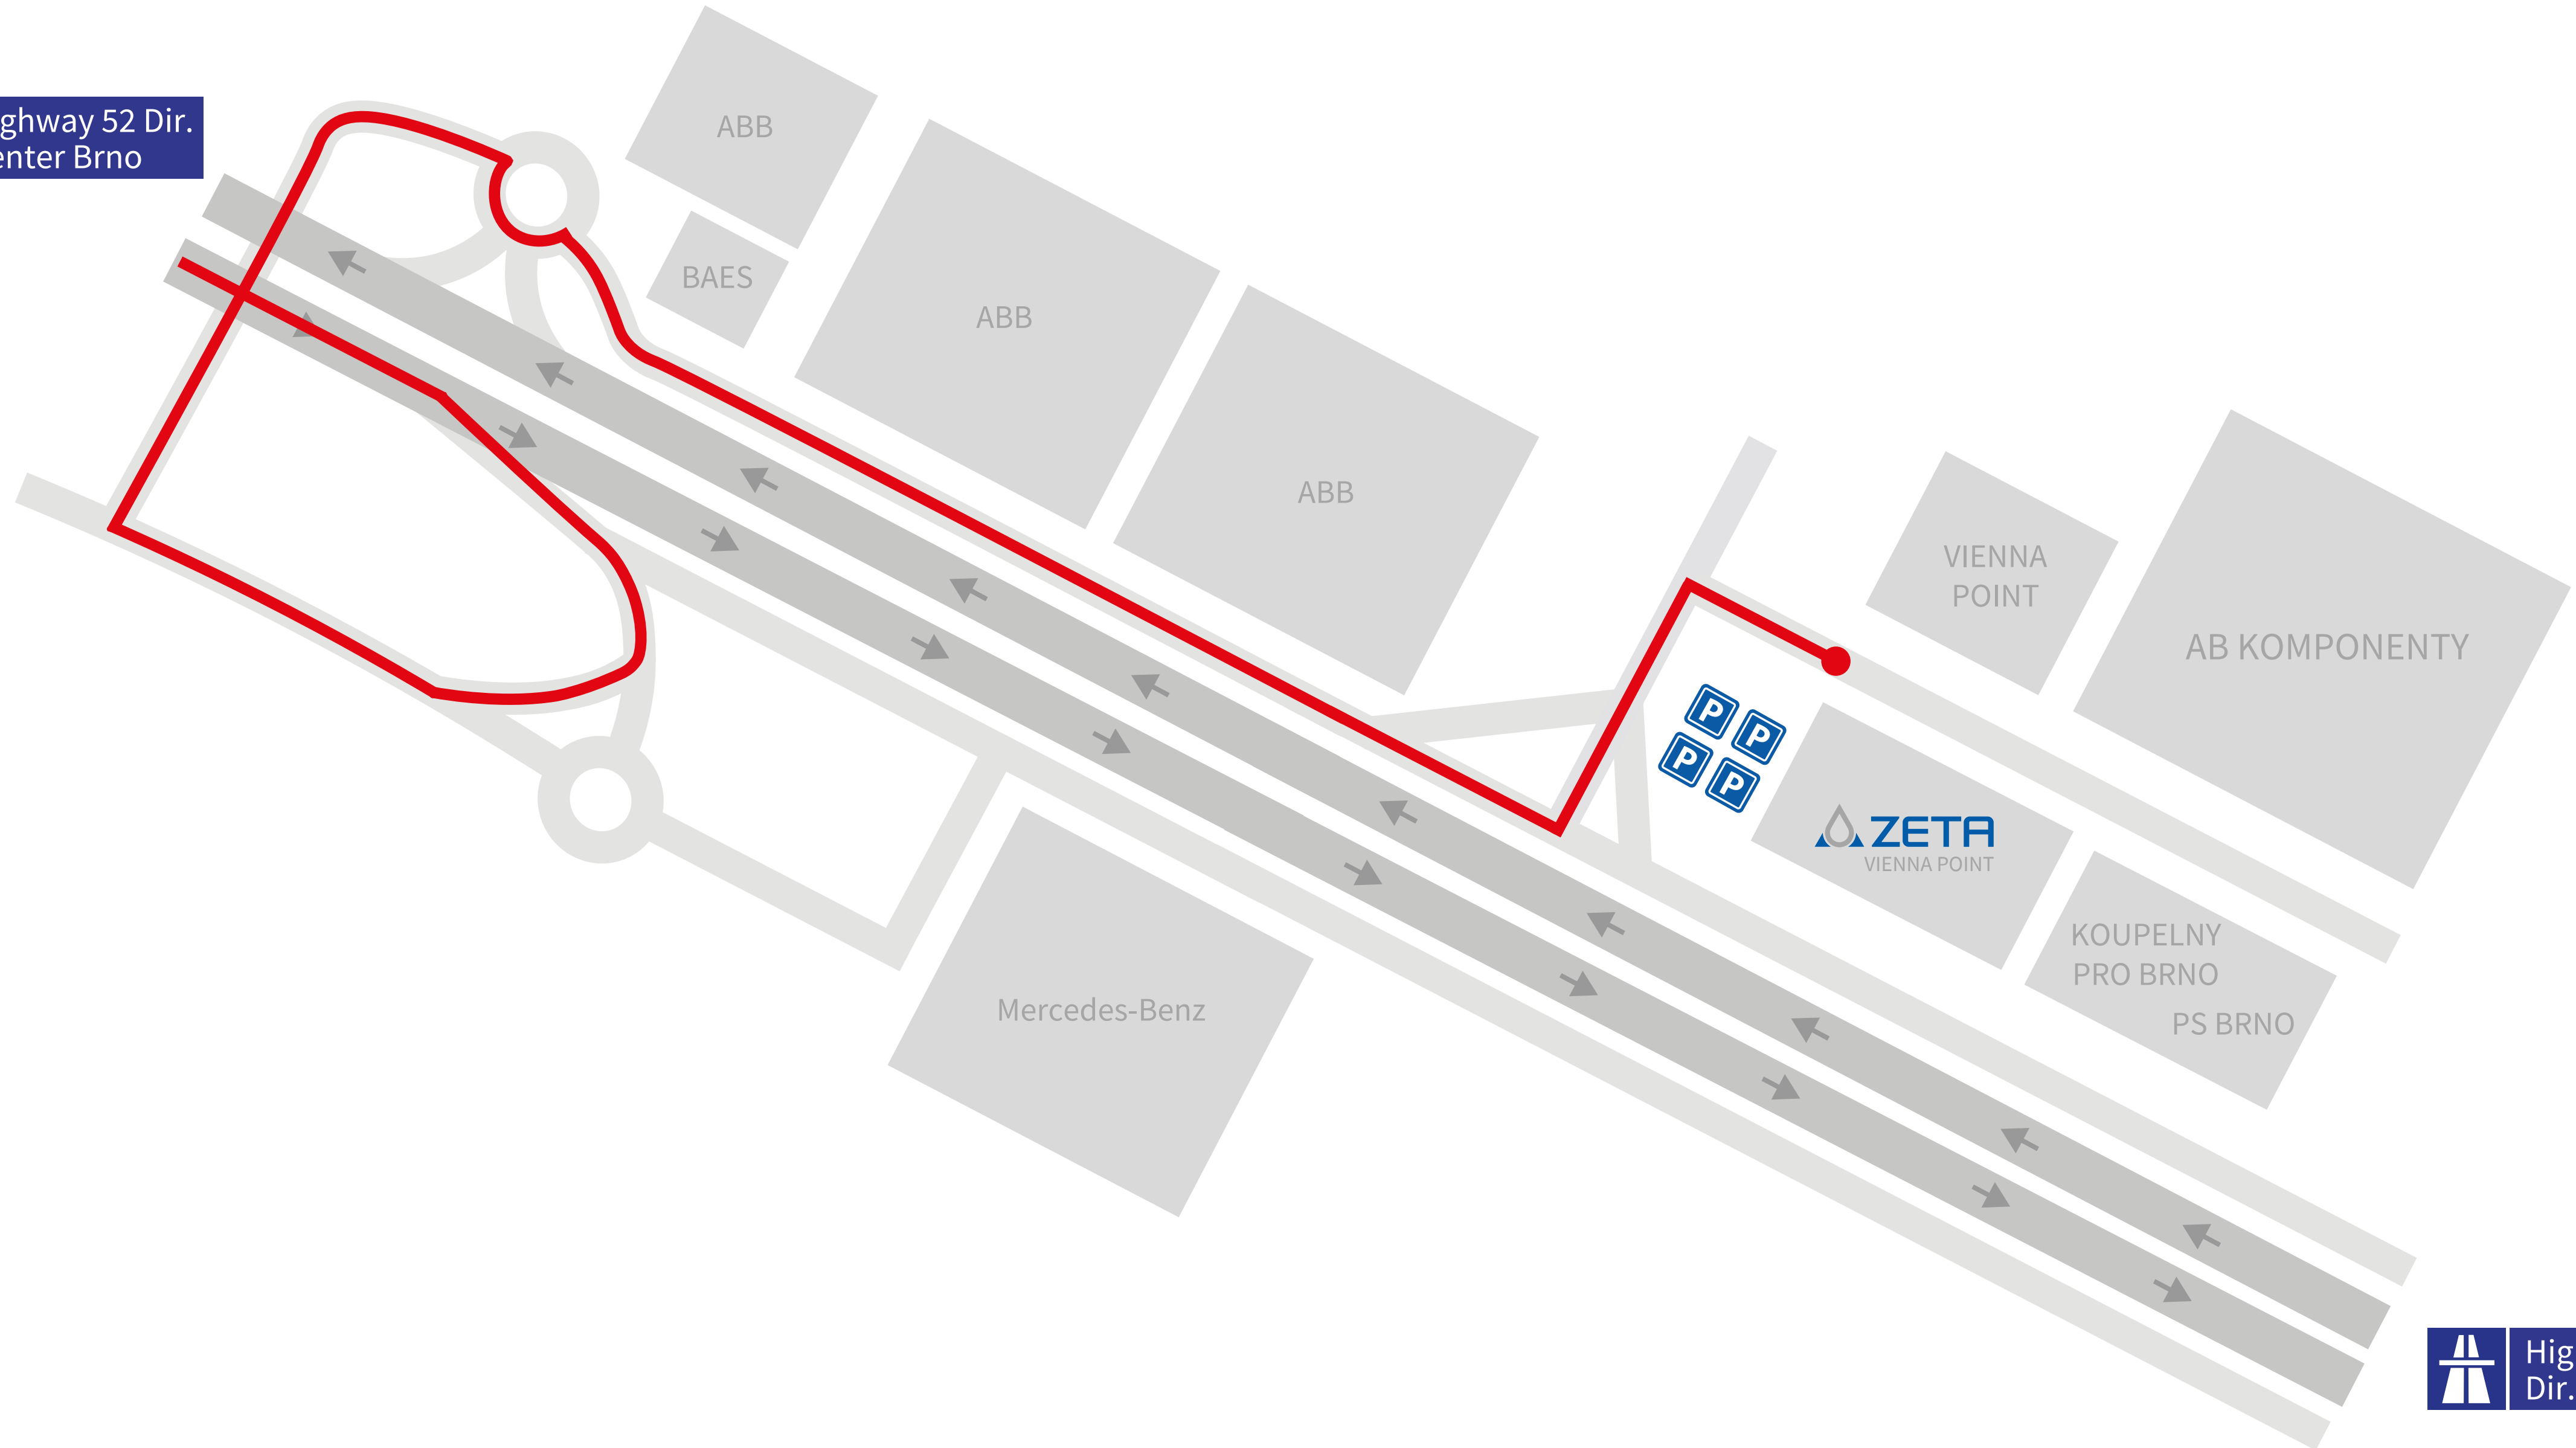 ghway 52 Dir.
enter Brno
ABB
BAES
ABB
ABB
VIENNA
POINT
AB KOMPONENTY
P
P
P
P
ZETA
VIENNA POINT
KOUPELNY
PRO BRNO
PS BRNO
Mercedes-Benz
Hig
Dir.